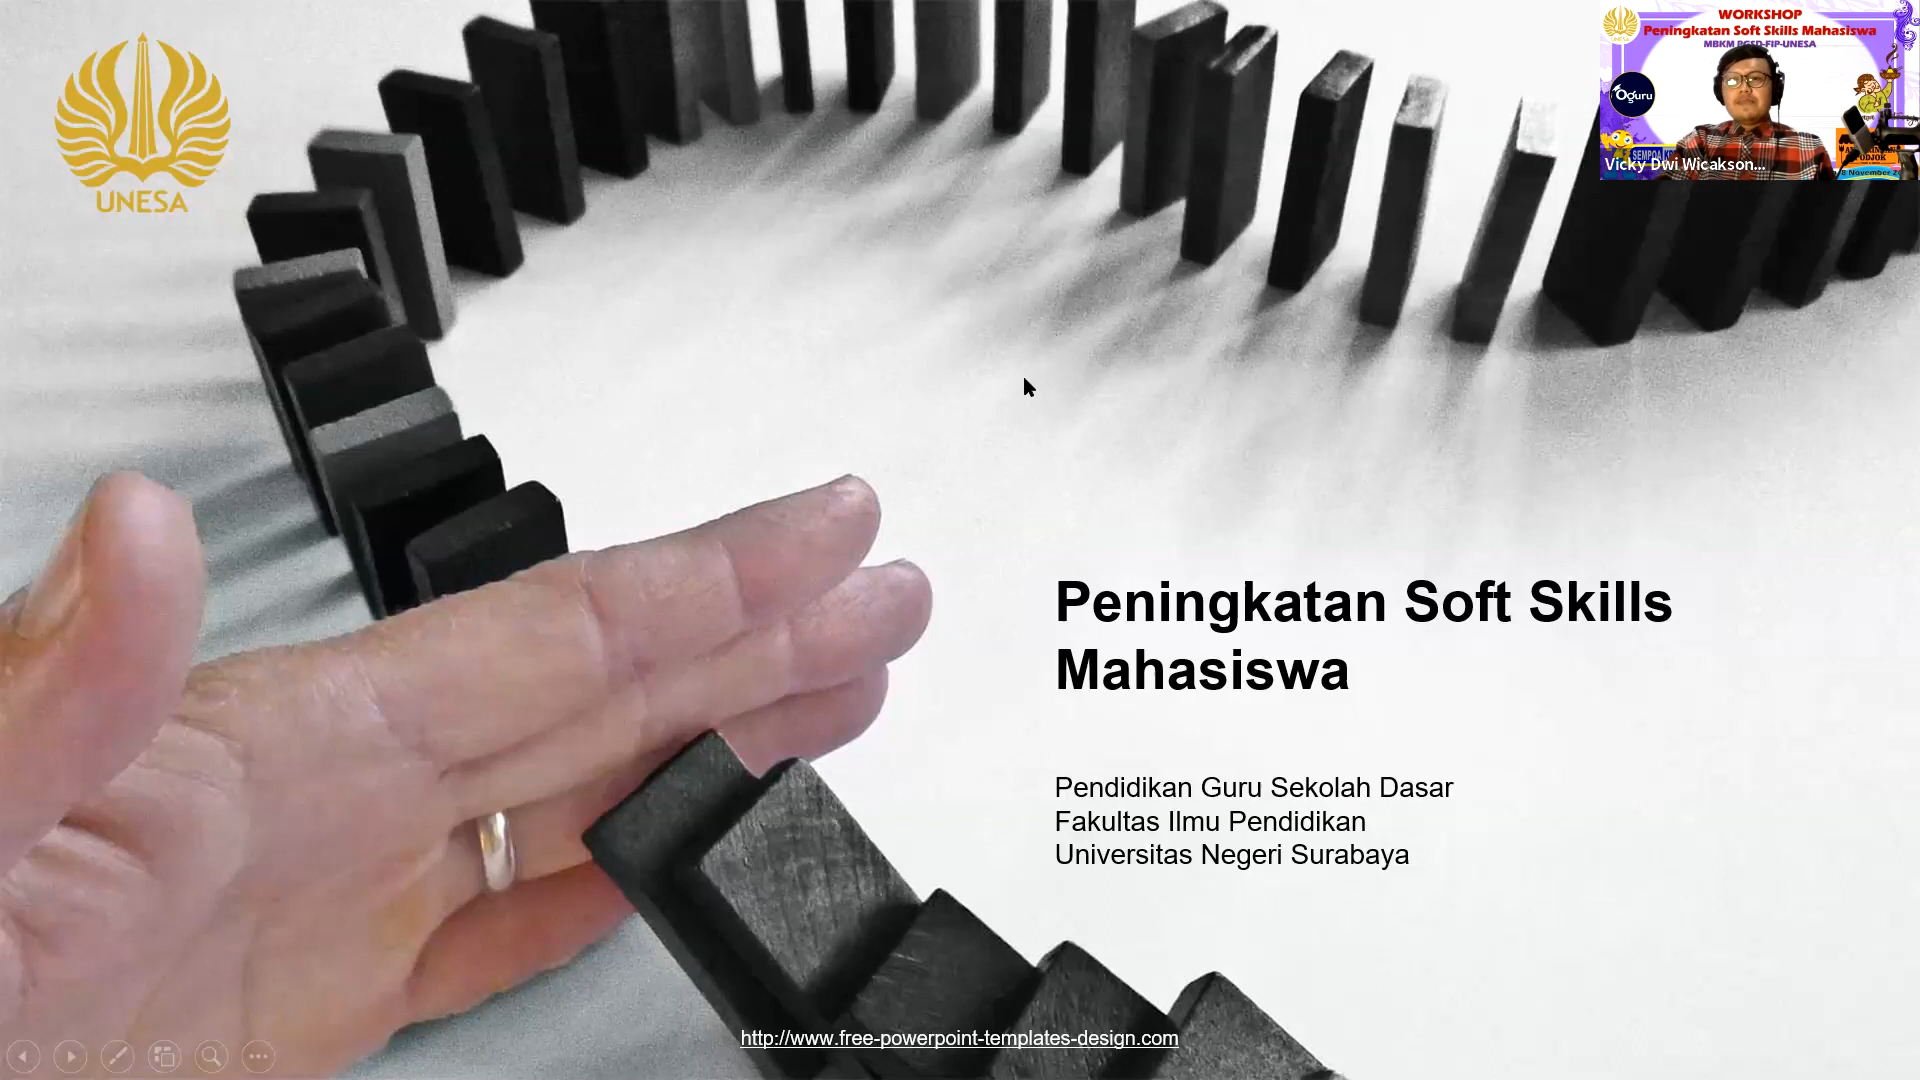 UNESA
WORKSHOP
Peningkatan Soft Skills Mahasiswa
MBKM PGSD-FIP-UNESA
Oguru
SEMPOA
Vicky Dwi Wicakson...
Peningkatan Soft Skills
Mahasiswa
Pendidikan Guru Sekolah Dasar
Fakultas Ilmu Pendidikan
Universitas Negeri Surabaya
http://www.free-powerpoint-templates-design.com